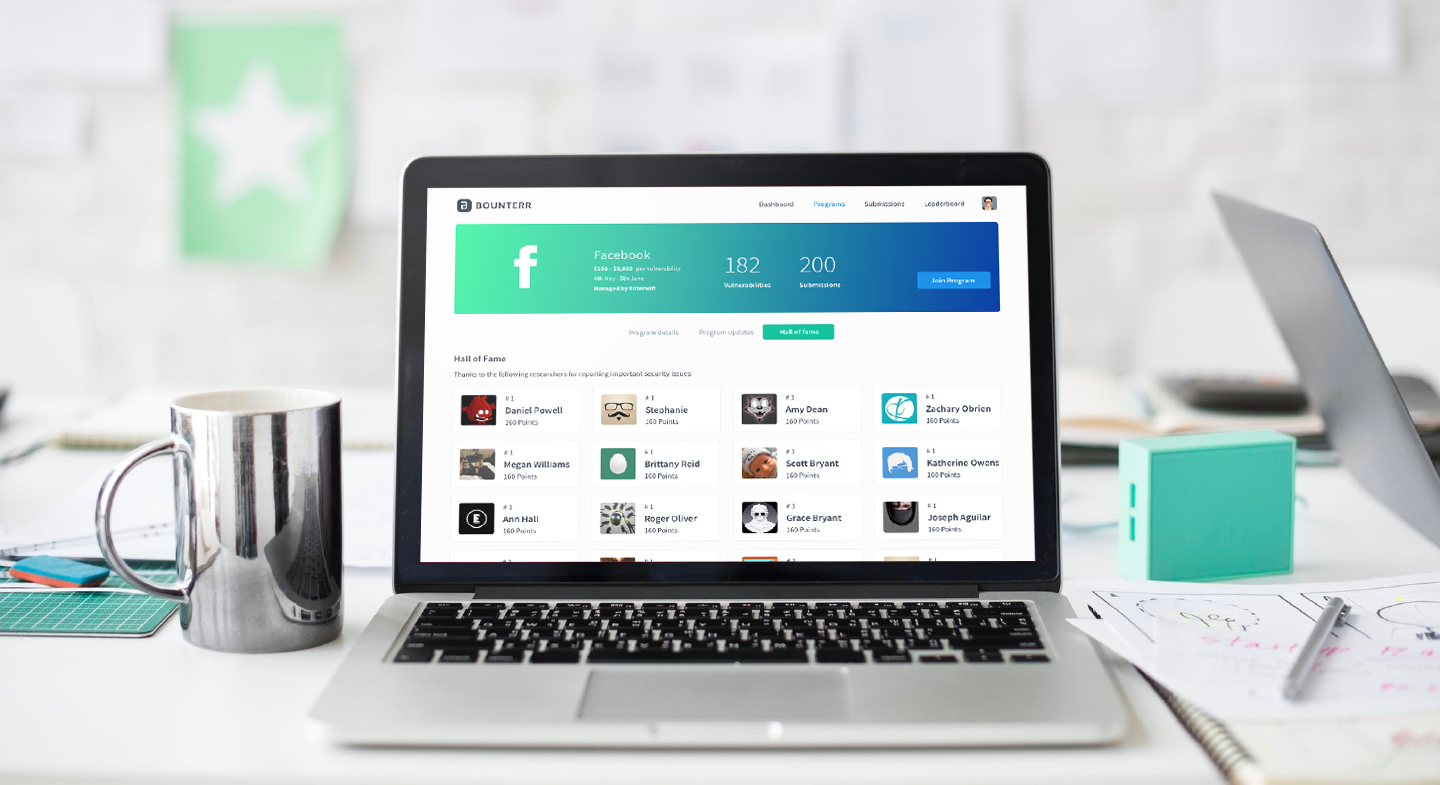 BOUNTERR
Dashboard Programs Submissions Leaderboard
Facebook
$100 - $3,000 per vulnerability
4th May - 5th June
Managed by Entersoft
182
Vulnerabilities
200
Submissions
Join Program
Program details Program updates Hall of fame
Hall of Fame
Thanks to the following researchers for reporting important security issues:
# 1
Daniel Powell
160 Points
# 1
Stephanie
160 Points
# 1
Amy Dean
160 Points
# 1
Zachary Obrien
160 Points
# 1
Megan Williams
160 Points
# 1
Brittany Reid
160 Points
# 1
Scott Bryant
160 Points
# 1
Katherine Owens
160 Points
# 1
Ann Hall
160 Points
# 1
Roger Oliver
160 Points
# 1
Grace Bryant
160 Points
# 1
Joseph Aguilar
160 Points
startup